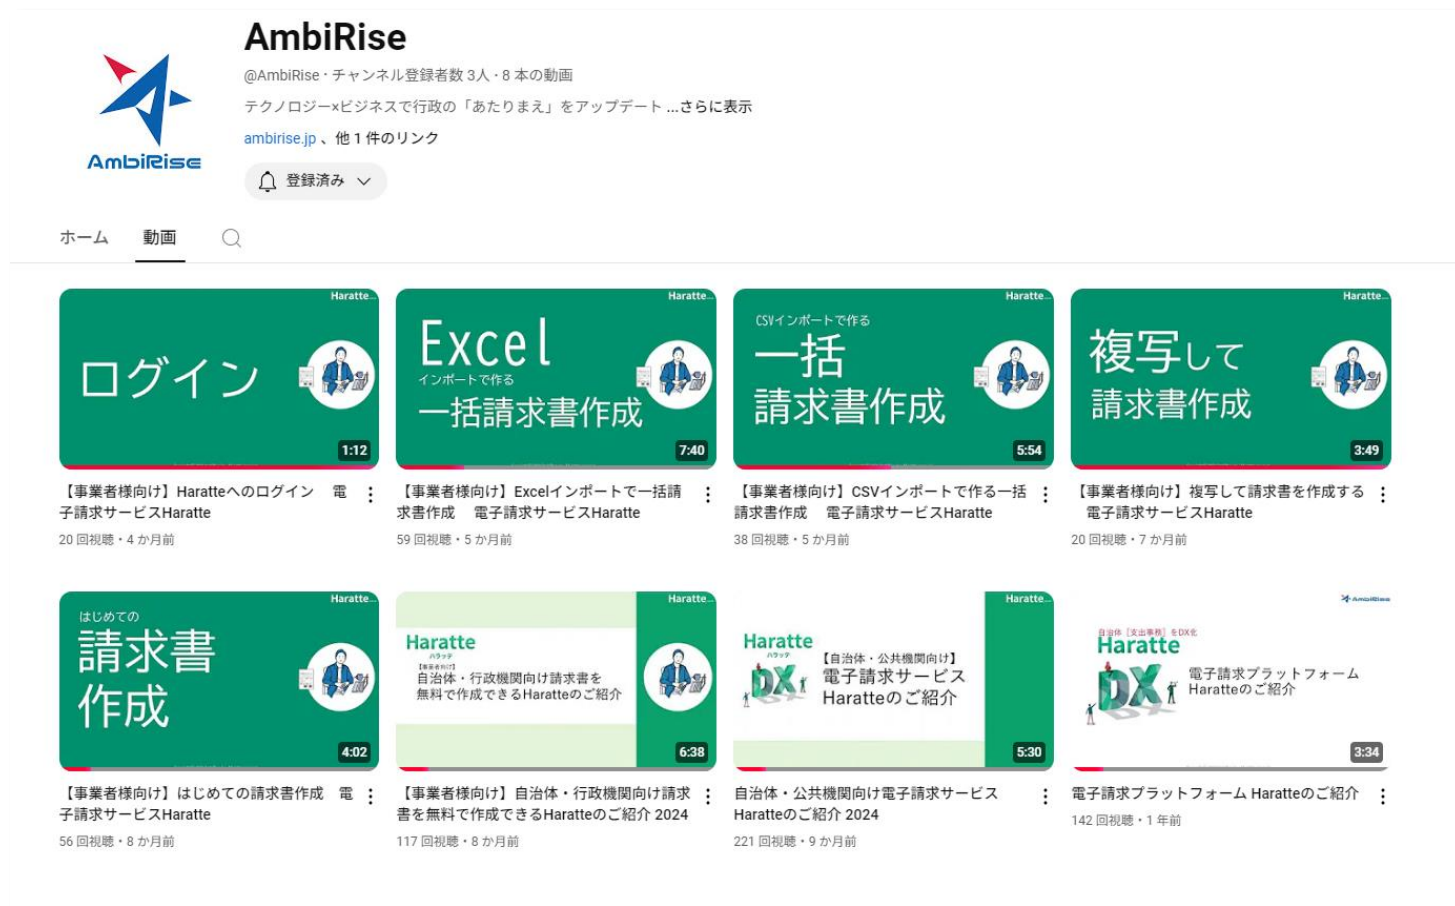 AmbiRise
@AmbiRise・チャンネル登録者数 3人・8 本の動画
テクノロジー×ビジネスで行政の「あたりまえ」をアップデート ...さらに表示
ambirise.jp 、他 1 件のリンク
AmbiRise
登録済み
ホーム 動画
Haratte...
ログイン
1:12
Haratte...
Excel
インポートで作る
一括請求書作成
7:40
Haratte...
CSVインポートで作る
一括
請求書作成
5:54
Haratte...
複写して
請求書作成
3:49
【事業者様向け】Haratteへのログイン 電
子請求サービスHaratte
20 回視聴・4 か月前
【事業者様向け】Excelインポートで一括請
求書作成 電子請求サービスHaratte
59 回視聴・5 か月前
【事業者様向け】CSVインポートで作る一括
請求書作成 電子請求サービスHaratte
38 回視聴・5 か月前
【事業者様向け】複写して請求書を作成する
電子請求サービスHaratte
20 回視聴・7 か月前
Haratte...
はじめての
請求書
作成
4:02
Haratte...
Haratte
ハラッテ
【事業者向け】
自治体・行政機関向け請求書を
無料で作成できるHaratteのご紹介
6:38
Haratte...
Haratte
ハラッテ
DX
【自治体・公共機関向け】
電子請求サービス
Haratteのご紹介
5:30
AmbiRise
自治体［支出事務］をDX化
Haratte
DX
電子請求プラットフォーム
Haratteのご紹介
3:34
【事業者様向け】はじめての請求書作成 電
子請求サービスHaratte
56 回視聴・8 か月前
【事業者様向け】自治体・行政機関向け請求
書を無料で作成できるHaratteのご紹介 2024
117 回視聴・8 か月前
自治体・公共機関向け電子請求サービス
Haratteのご紹介 2024
221 回視聴・9 か月前
電子請求プラットフォーム Haratteのご紹介
142 回視聴・1 年前